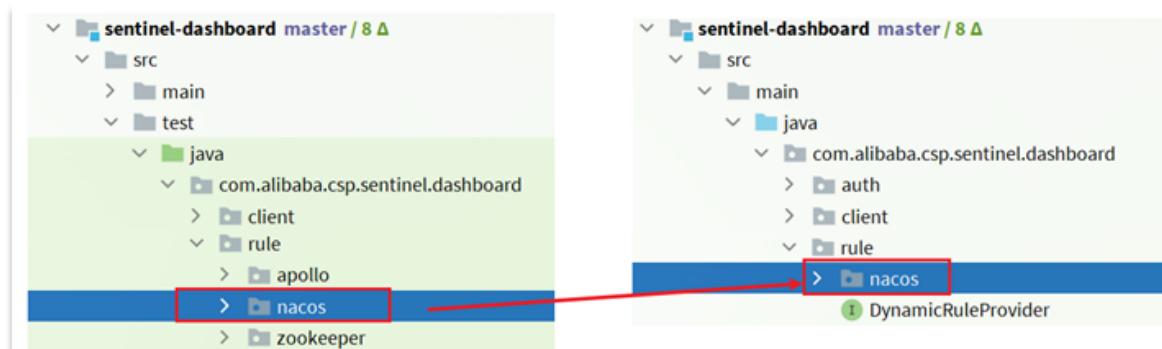 sentinel-dashboard master / 8 Δ
src
main
test
java
com.alibaba.csp.sentinel.dashboard
client
rule
apollo
nacos
zookeeper
sentinel-dashboard master / 8 Δ
src
main
java
com.alibaba.csp.sentinel.dashboard
auth
client
rule
nacos
I DynamicRuleProvider